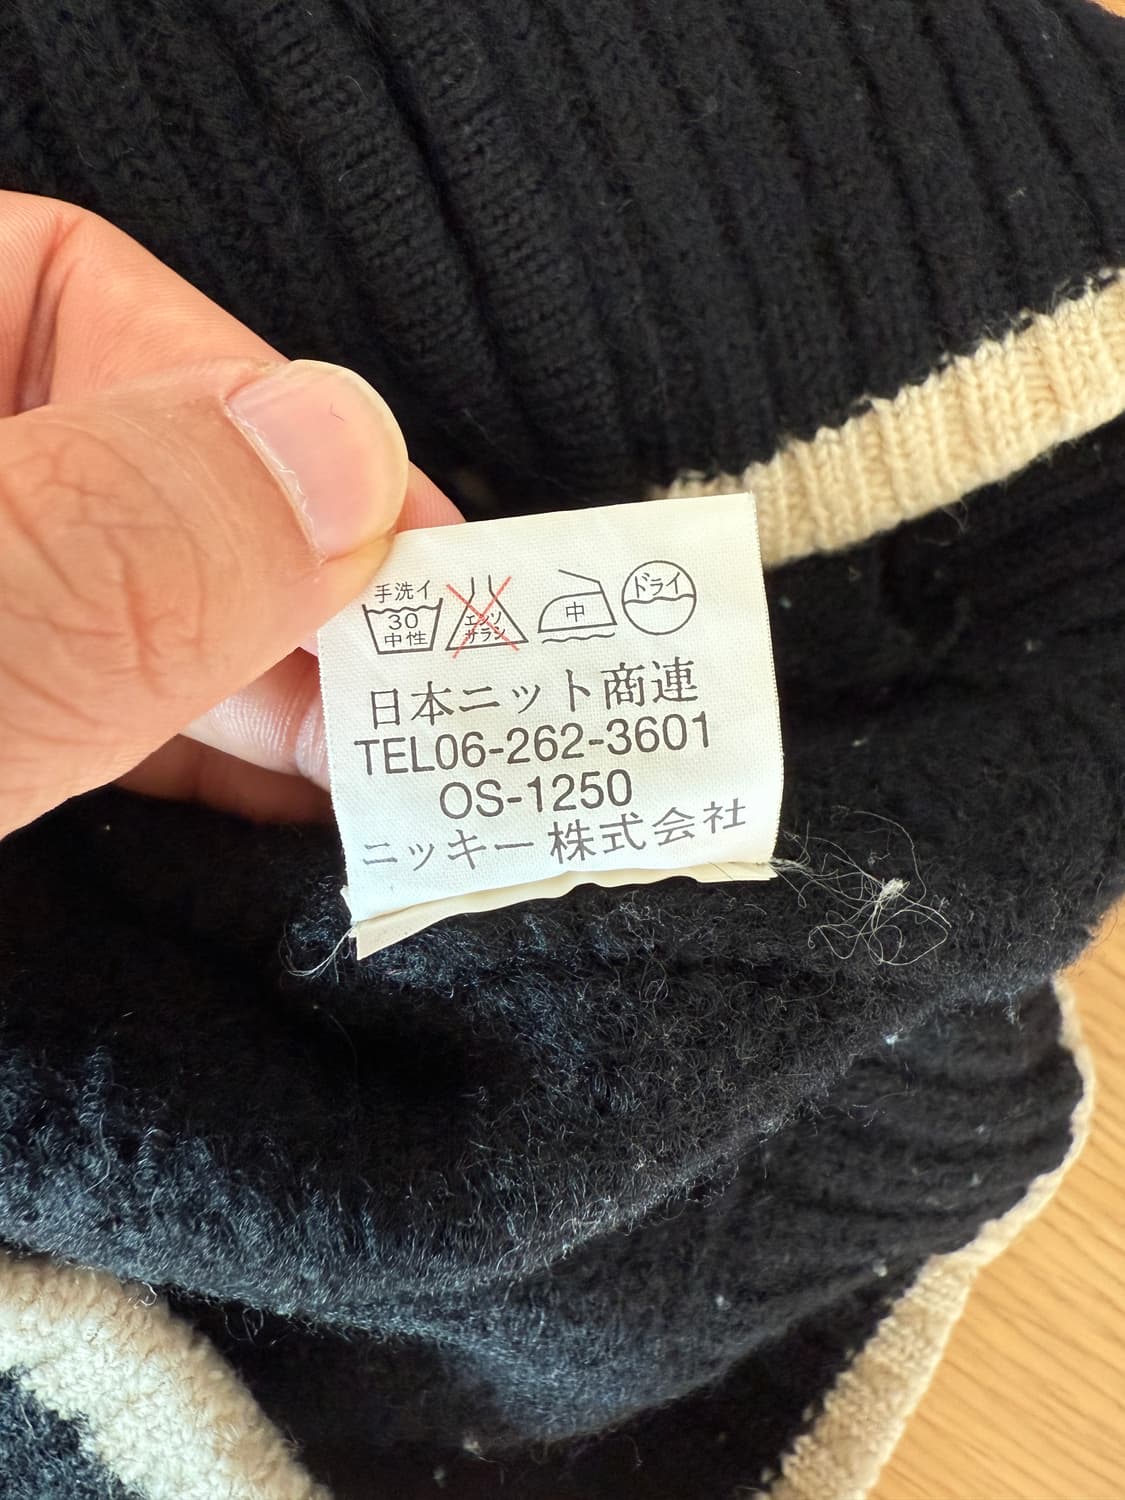 手洗イ
30
中性
エンソ
サラシ
中
ドライ
日本ニット商連
TEL06-262-3601
OS-1250
ニッキー株式会社